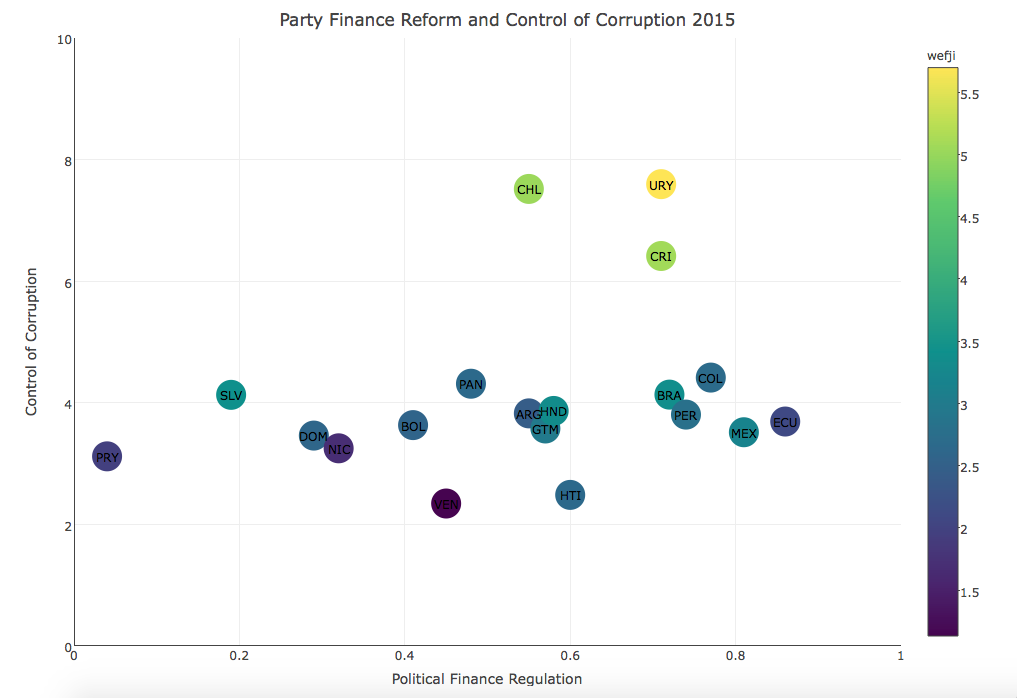 Party Finance Reform and Control of Corruption 2015
wefji
10
8
6
4
2
0
Control of Corruption
CHL
URY
CRI
COL
PAN
SLV
BRA
HND
ARG
PER
ECU
BOL
GTM
MEX
DOM
NIC
PRY
HTI
VEN
5.5
5
4.5
4
3.5
3
2.5
2
1.5
0
0.2
0.4
0.6
0.8
1
Political Finance Regulation